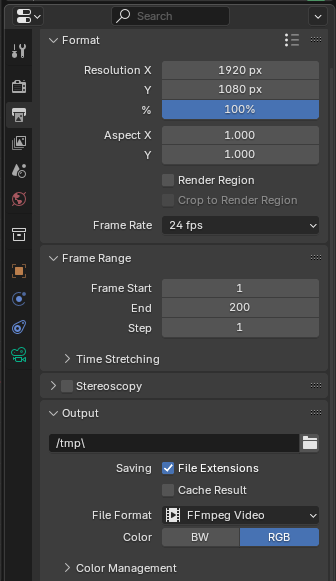 Search
Format
Resolution X 1920 px
Y 1080 px
% 100%
Aspect X 1.000
Y 1.000
Render Region
Crop to Render Region
Frame Rate 24 fps
Frame Range
Frame Start 1
End 200
Step 1
Time Stretching
Stereoscopy
Output
/tmp\
Saving File Extensions
Cache Result
File Format FFmpeg Video
Color BW RGB
Color Management